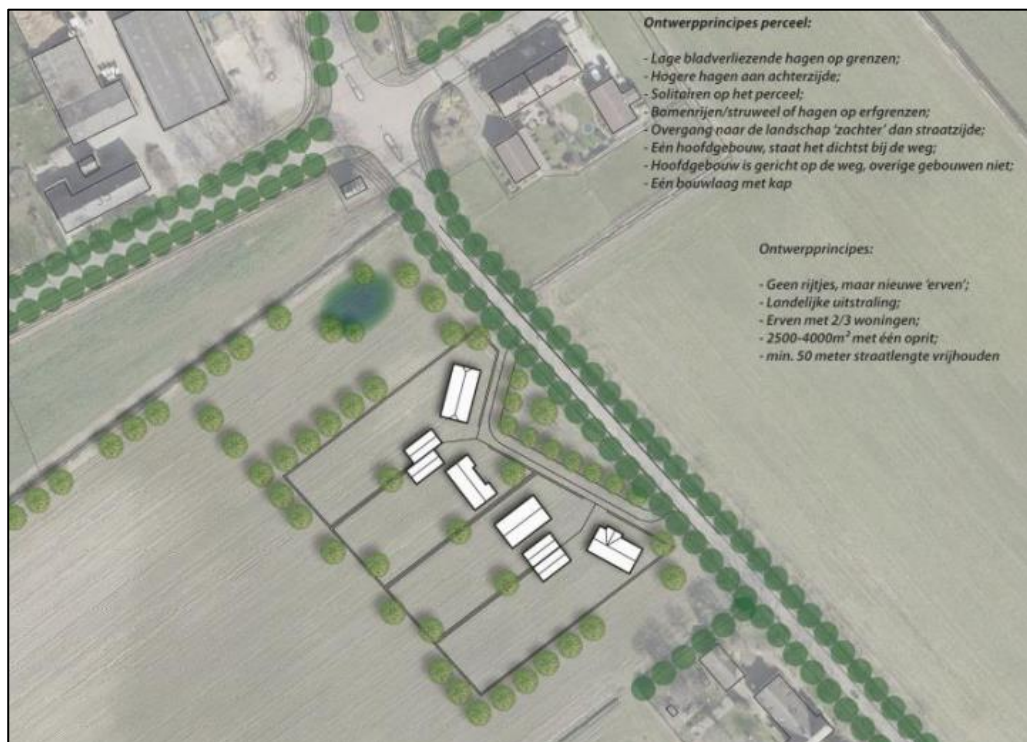 Ontwerpprincipes perceel:
- Lage bladverliezende hagen op grenzen;
- Hogere hagen aan achterzijde;
- Solitairen op het perceel;
- Bomenrijen/struweel of hagen op erfgrenzen;
- Overgang naar de landschap 'zachter' dan straatzijde;
- Eén hoofdgebouw, staat het dichtst bij de weg;
- Hoofdgebouw is gericht op de weg, overige gebouwen niet;
- Eén bouwlaag met kap
Ontwerpprincipes:
- Geen rijtjes, maar nieuwe 'erven';
- Landelijke uitstraling;
- Erven met 2/3 woningen;
- 2500-4000m² met één oprit;
- min. 50 meter straatlengte vrijhouden